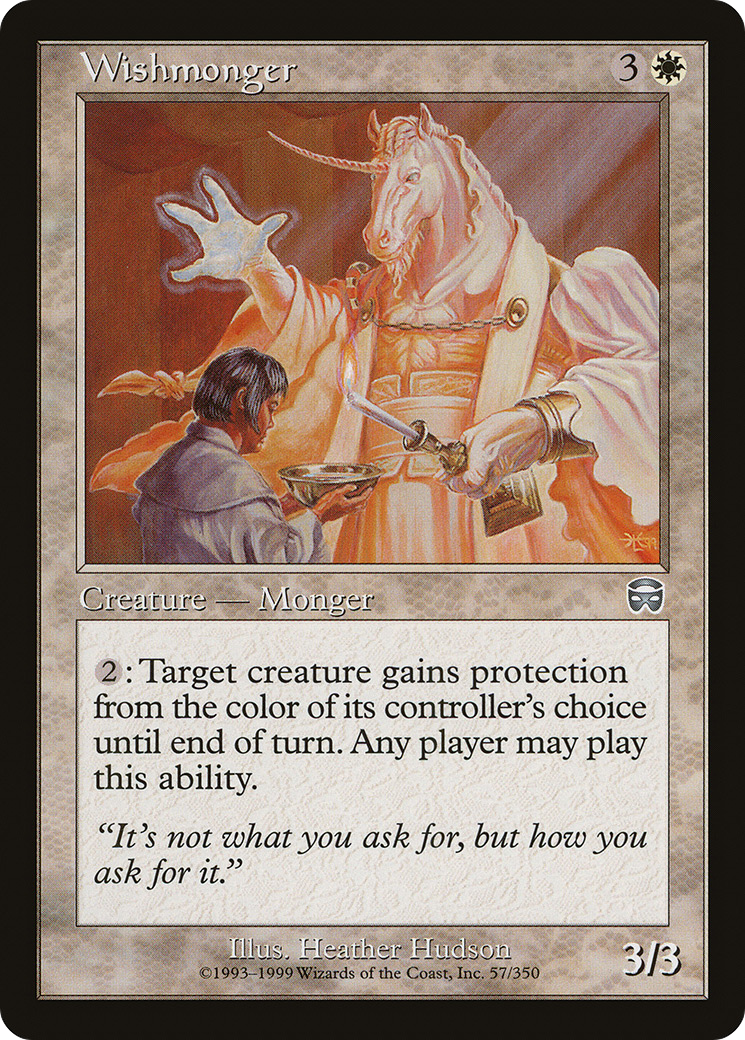 Wishmonger 3
Creature — Monger
2: Target creature gains protection
from the color of its controller's choice
until end of turn. Any player may play
this ability.
“It's not what you ask for, but how you
ask for it.”
Illus. Heather Hudson
©1993–1999 Wizards of the Coast, Inc. 57/350
3/3